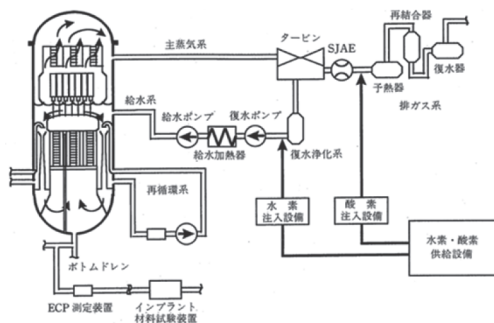 主蒸気系
タービン
SJAE
再結合器
予熱器
復水器
排ガス系
給水系
給水ポンプ
復水ポンプ
給水加熱器
復水浄化系
再循環系
水素
注入設備
酸素
注入設備
水素・酸素
供給設備
ボトムドレン
ECP 測定装置
インプラント
材料試験装置